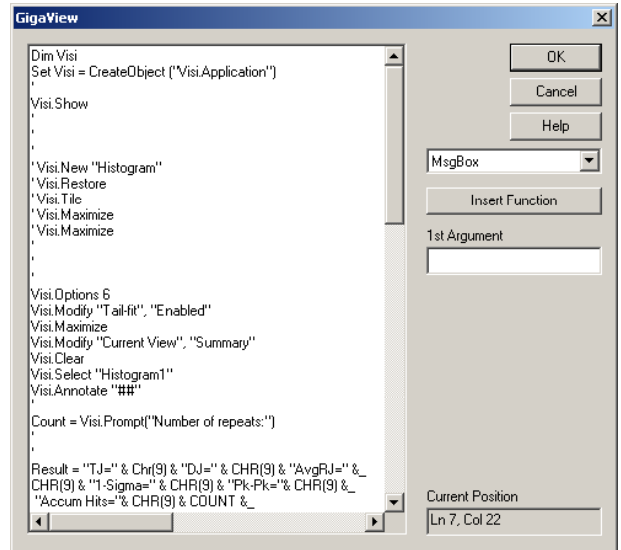 GigaView
Dim Visi
Set Visi = CreateObject ("Visi.Application")
'
Visi.Show
'
'
'
' Visi.New "Histogram"
' Visi.Restore
' Visi.Tile
' Visi.Maximize
' Visi.Maximize
'
'
'
Visi.Options 6
Visi.Modify "Tail-fit", "Enabled"
Visi.Maximize
Visi.Modify "Current View", "Summary"
Visi.Clear
Visi.Select "Histogram1"
Visi.Annotate "##"
'
Count = Visi.Prompt("Number of repeats:")
'
'
Result = "TJ=" & Chr(9) & "DJ=" & CHR(9) & "AvgRJ=" &_
CHR(9) & "1-Sigma=" & CHR(9) & "Pk-Pk="& CHR(9) &_
"Accum Hits="& CHR(9) & COUNT &_
OK
Cancel
Help
MsgBox
Insert Function
1st Argument
Current Position
Ln 7, Col 22